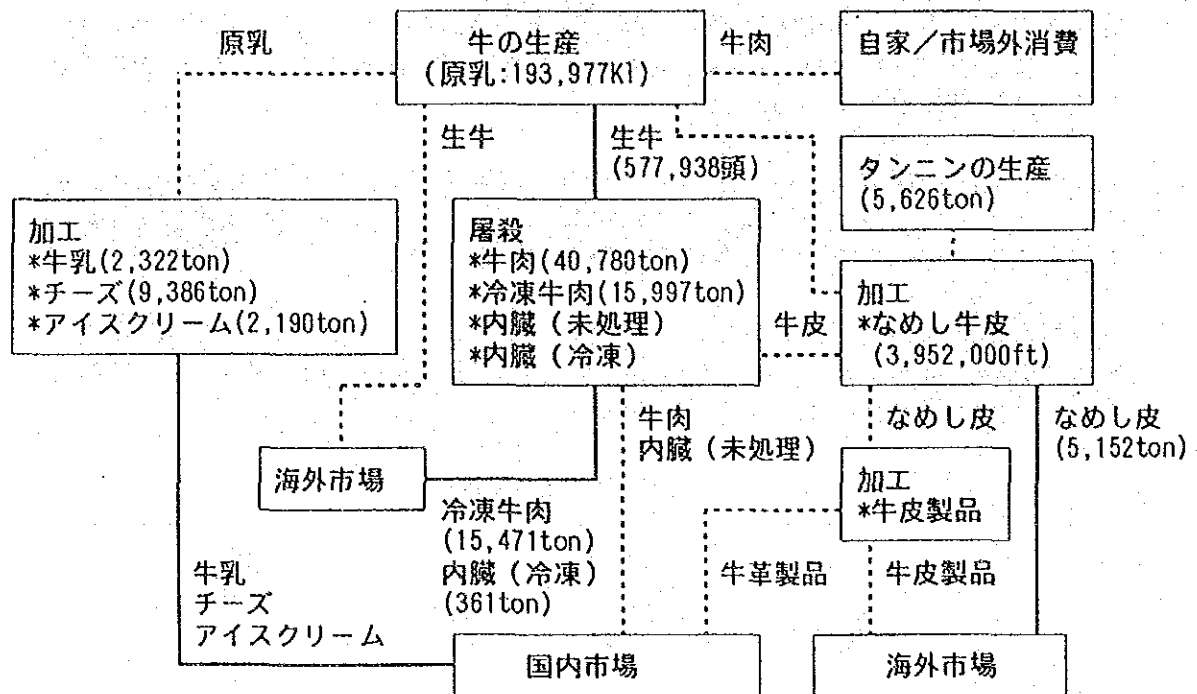 原乳
牛の生産
(原乳:193,977Kl)
牛肉
自家/市場外消費
生牛
生牛
(577,938頭)
タンニンの生産
(5,626ton)
加工
*牛乳(2,322ton)
*チーズ(9,386ton)
*アイスクリーム(2,190ton)
屠殺
*牛肉(40,780ton)
*冷凍牛肉(15,997ton)
*内臓(未処理)
*内臓(冷凍)
牛皮
加工
*なめし牛皮
(3,952,000ft)
海外市場
牛肉
内臓(未処理)
なめし皮
なめし皮
(5,152ton)
加工
*牛皮製品
冷凍牛肉
(15,471ton)
内臓(冷凍)
(361ton)
牛乳
チーズ
アイスクリーム
牛革製品
牛皮製品
国内市場
海外市場